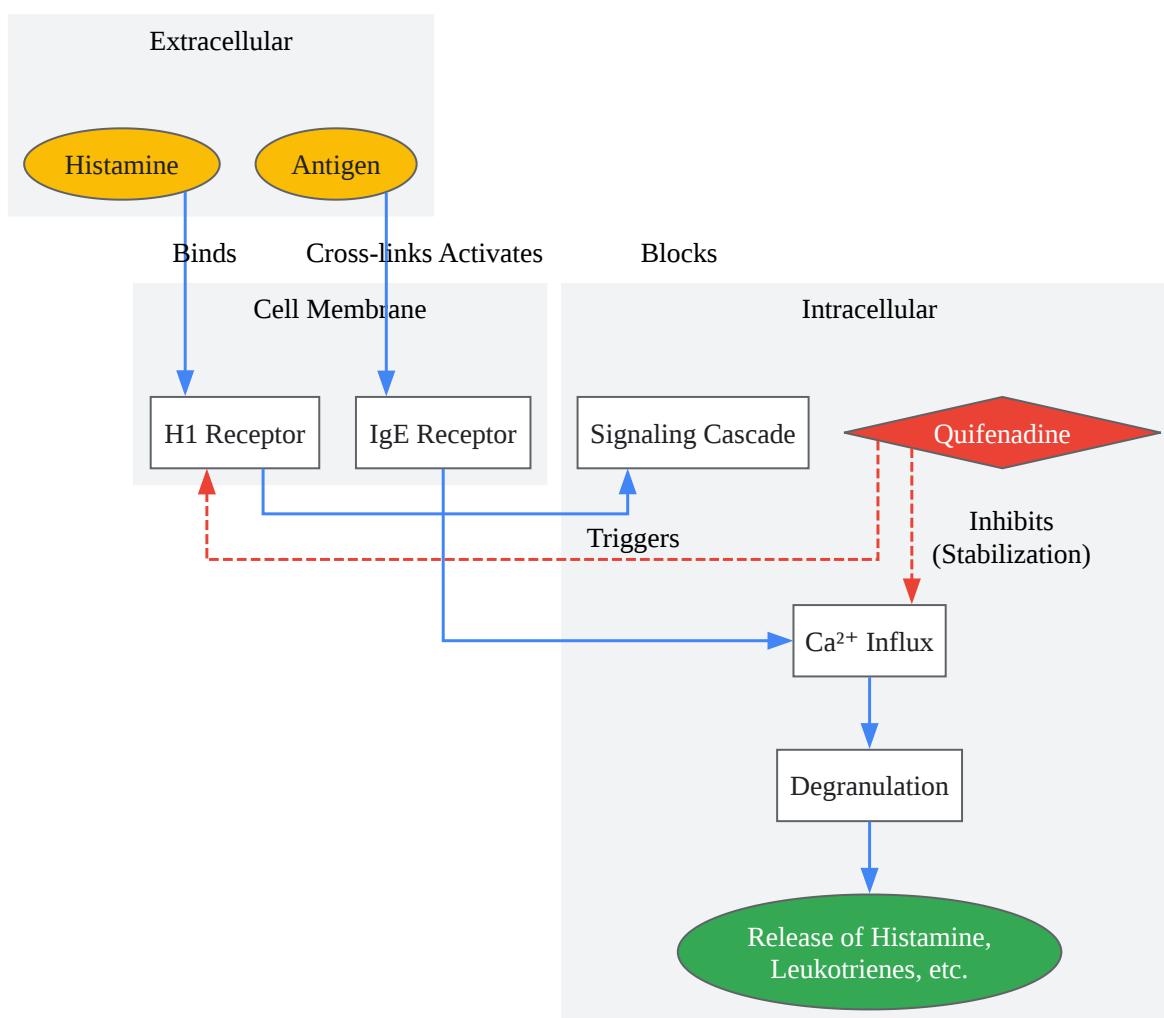 Extracellular
Histamine
Antigen
Binds
Cross-links
Activates
Blocks
Cell Membrane
Intracellular
H1 Receptor
IgE Receptor
Signaling Cascade
Quifenadine
Triggers
Inhibits
(Stabilization)
Ca²⁺ Influx
Degranulation
Release of Histamine,
Leukotrienes, etc.